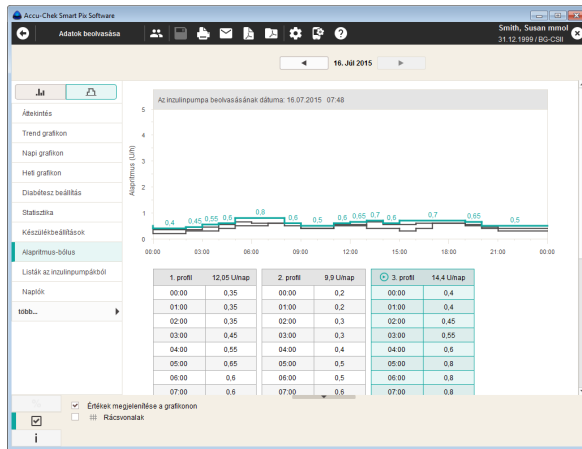 Accu-Chek Smart Pix Software
Adatok beolvasása
Smith, Susan mmol
31.12.1999 / BG-CSII
16. Júl 2015
Áttekintés
Trend grafikon
Napi grafikon
Heti grafikon
Diabétesz beállítás
Statisztika
Készülékbeállítások
Alapritmus-bólus
Listák az inzulinpumpákból
Naplók
több...
Az inzulinpumpa beolvasásának dátuma: 16.07.2015 07:48
Alapritmus (U/h)
5
4
3
2
1
0
0,4 0,45 0,55 0,6 0,8 0,6 0,5 0,6 0,65 0,7 0,6 0,7 0,65 0,5
00:00 03:00 06:00 09:00 12:00 15:00 18:00 21:00 00:00
1. profil 12,05 U/nap 2. profil 9,9 U/nap 3. profil 14,4 U/nap
00:00 0,35 00:00 0,2 00:00 0,4
01:00 0,35 01:00 0,2 01:00 0,4
02:00 0,35 02:00 0,3 02:00 0,45
03:00 0,45 03:00 0,3 03:00 0,55
04:00 0,55 04:00 0,4 04:00 0,6
05:00 0,65 05:00 0,5 05:00 0,8
06:00 0,6 06:00 0,5 06:00 0,8
07:00 0,6 07:00 0,6 07:00 0,8
Értékek megjelenítése a grafikonon
Rácsvonalak